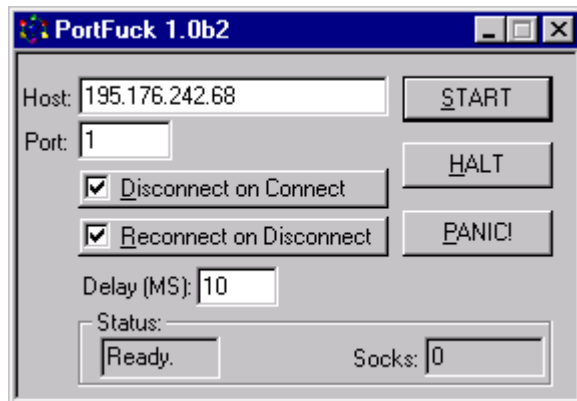 PortFuck 1.0b2
Host: 195.176.242.68
START
Port: 1
HALT
Disconnect on Connect
Reconnect on Disconnect
PANIC!
Delay (MS): 10
Status:
Ready.
Socks: 0